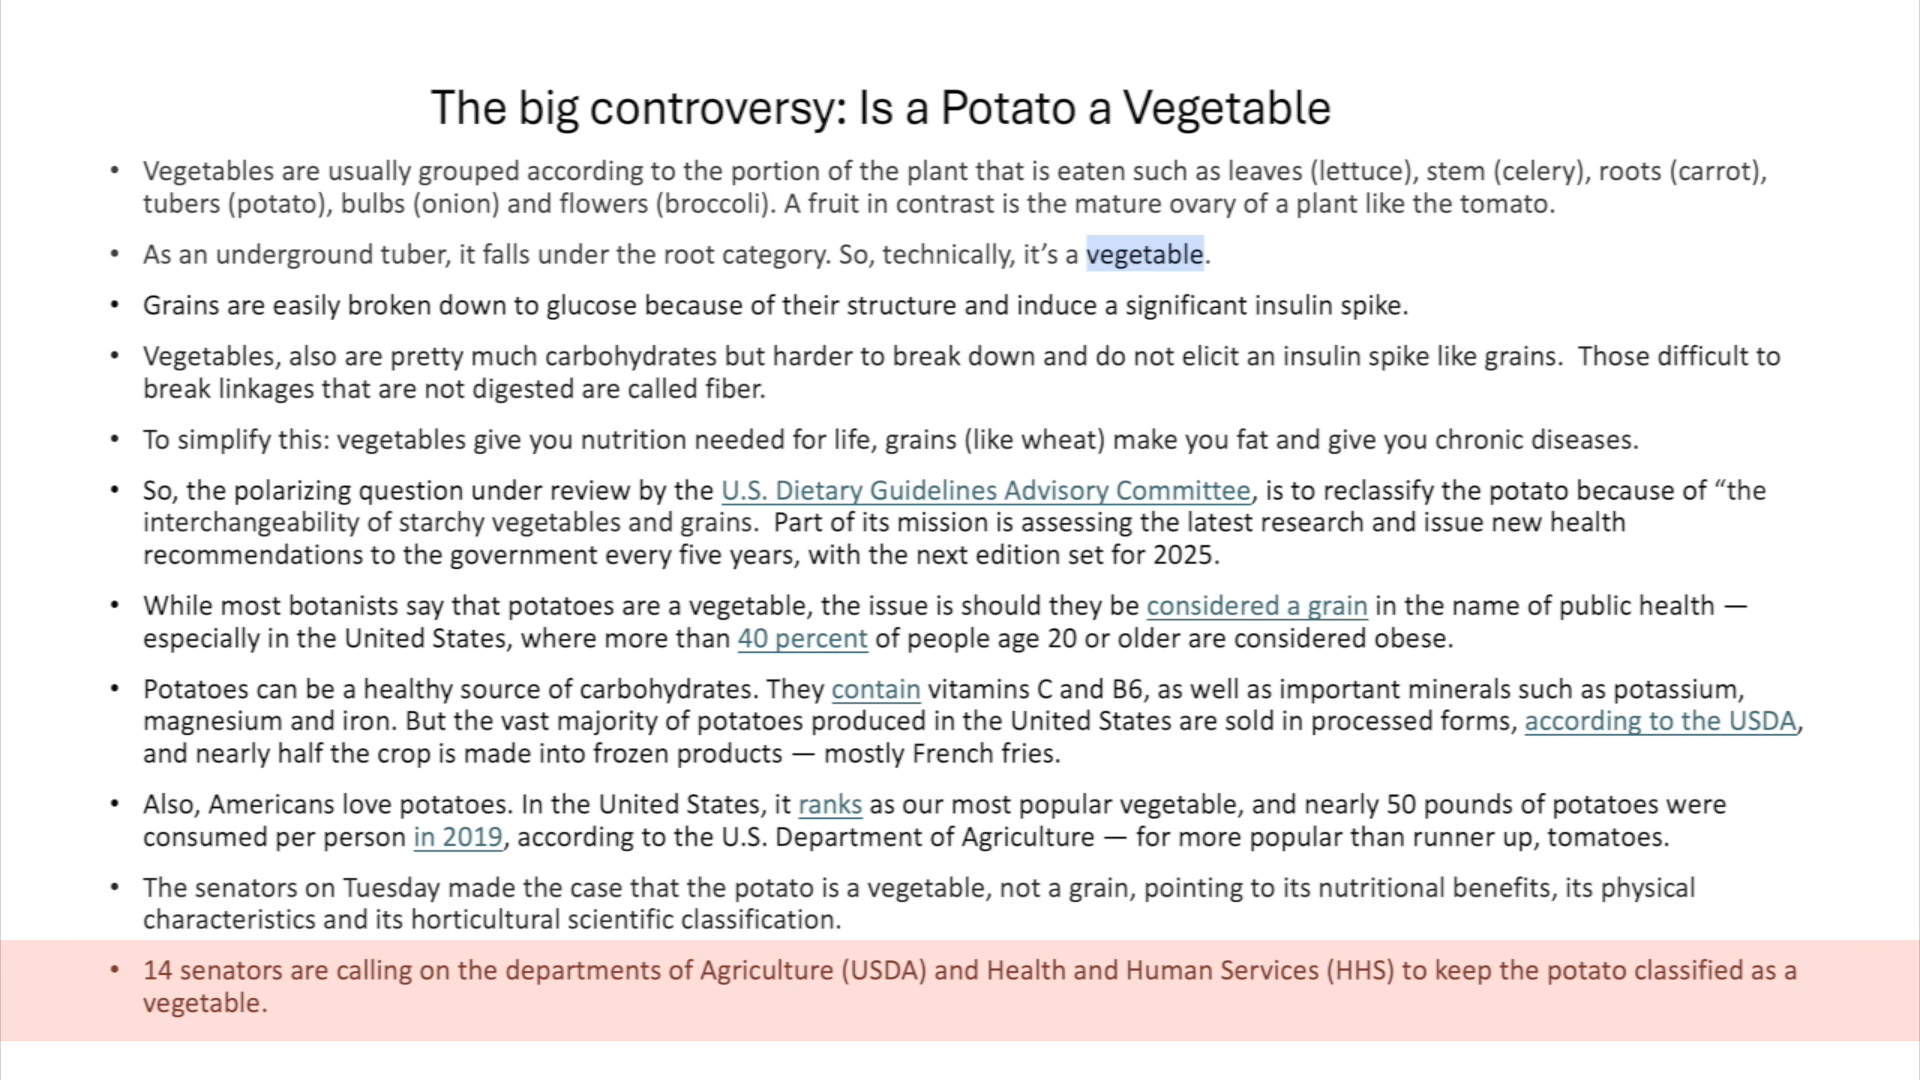 The big controversy: Is a Potato a Vegetable
• Vegetables are usually grouped according to the portion of the plant that is eaten such as leaves (lettuce), stem (celery), roots (carrot),
tubers (potato), bulbs (onion) and flowers (broccoli). A fruit in contrast is the mature ovary of a plant like the tomato.
• As an underground tuber, it falls under the root category. So, technically, it’s a vegetable.
• Grains are easily broken down to glucose because of their structure and induce a significant insulin spike.
• Vegetables, also are pretty much carbohydrates but harder to break down and do not elicit an insulin spike like grains.  Those difficult to
break linkages that are not digested are called fiber.
• To simplify this: vegetables give you nutrition needed for life, grains (like wheat) make you fat and give you chronic diseases.
• So, the polarizing question under review by the U.S. Dietary Guidelines Advisory Committee, is to reclassify the potato because of “the
interchangeability of starchy vegetables and grains.  Part of its mission is assessing the latest research and issue new health
recommendations to the government every five years, with the next edition set for 2025.
• While most botanists say that potatoes are a vegetable, the issue is should they be considered a grain in the name of public health —
especially in the United States, where more than 40 percent of people age 20 or older are considered obese.
• Potatoes can be a healthy source of carbohydrates. They contain vitamins C and B6, as well as important minerals such as potassium,
magnesium and iron. But the vast majority of potatoes produced in the United States are sold in processed forms, according to the USDA,
and nearly half the crop is made into frozen products — mostly French fries.
• Also, Americans love potatoes. In the United States, it ranks as our most popular vegetable, and nearly 50 pounds of potatoes were
consumed per person in 2019, according to the U.S. Department of Agriculture — for more popular than runner up, tomatoes.
• The senators on Tuesday made the case that the potato is a vegetable, not a grain, pointing to its nutritional benefits, its physical
characteristics and its horticultural scientific classification.
• 14 senators are calling on the departments of Agriculture (USDA) and Health and Human Services (HHS) to keep the potato classified as a
vegetable.